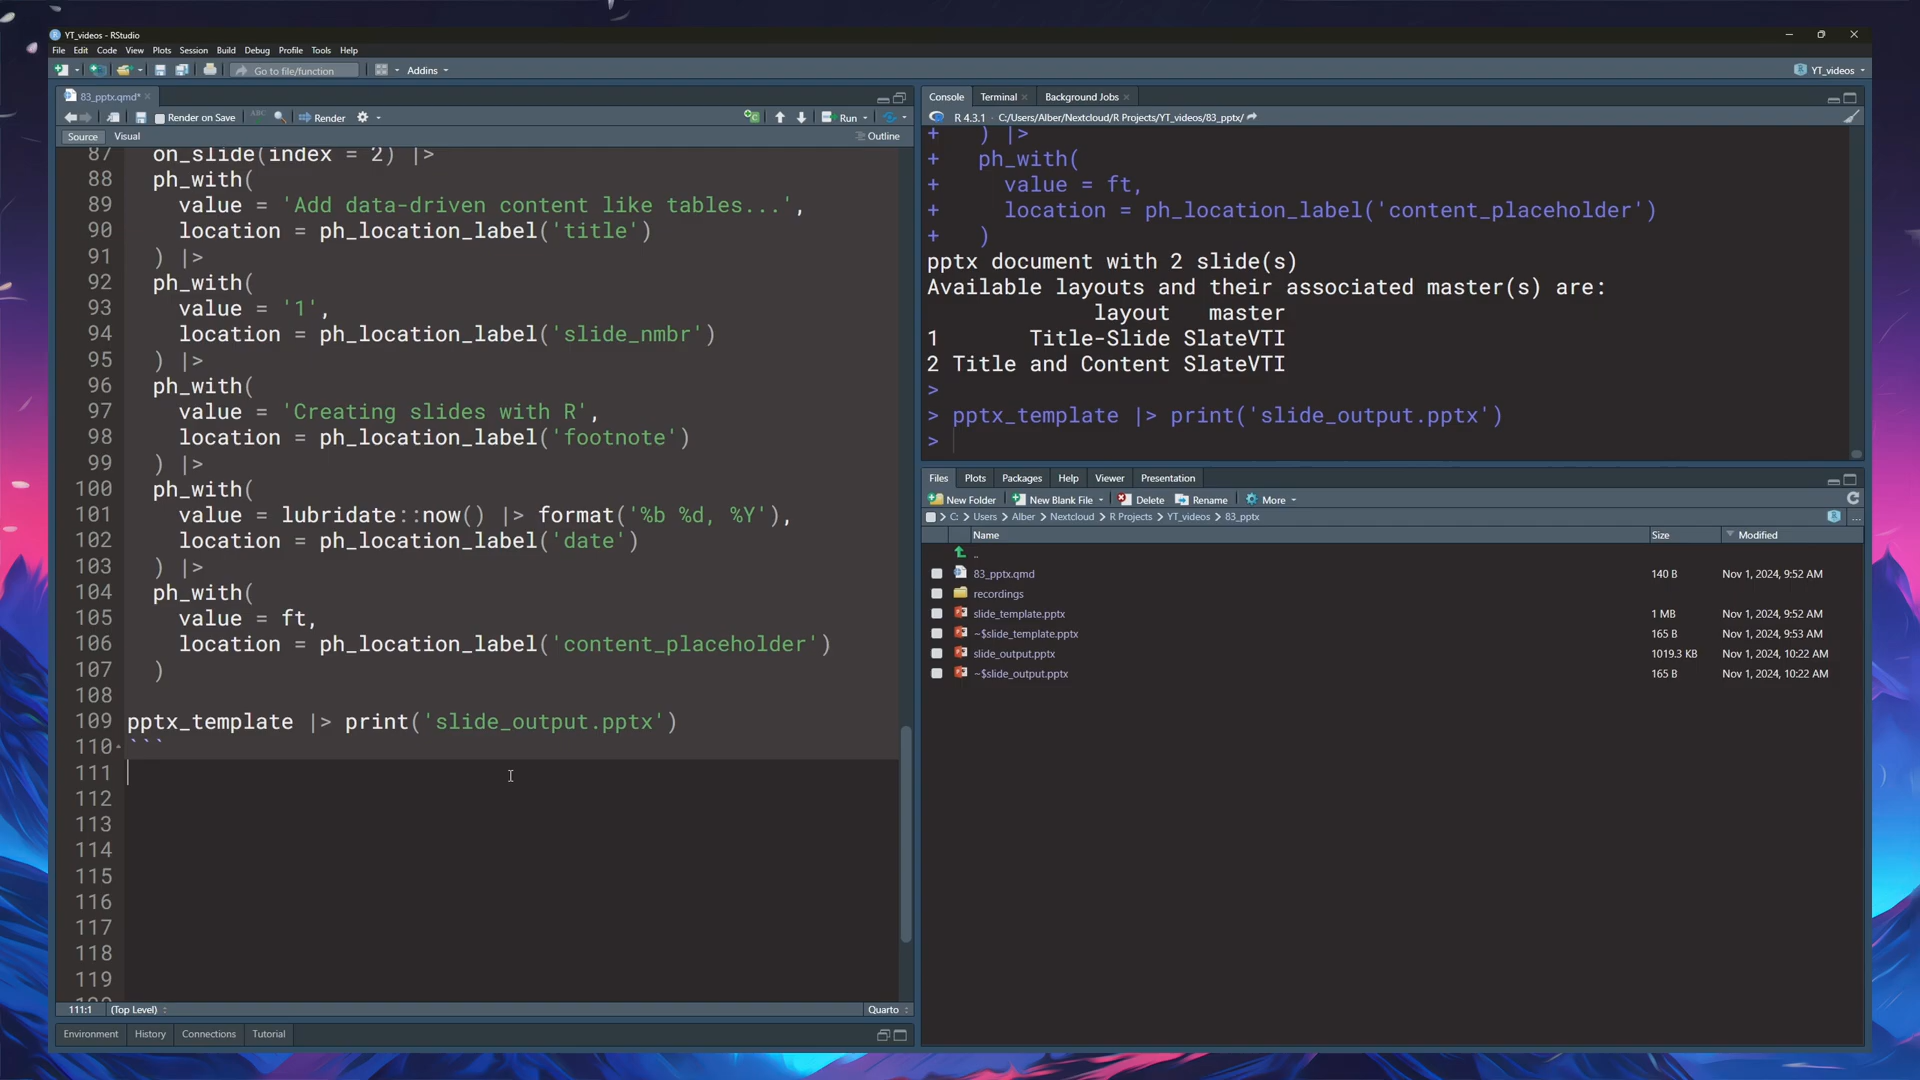 YT_videos - RStudio
File Edit Code View Plots Session Build Debug Profile Tools Help
Go to file/function Addins YT_videos
83_pptx.qmd*
Render on Save ABC Render Run
Source Visual Outline
87 on_slide(index = 2) |>
88 ph_with(
89 value = 'Add data-driven content like tables...',
90 location = ph_location_label('title')
91 ) |>
92 ph_with(
93 value = '1',
94 location = ph_location_label('slide_nmbr')
95 ) |>
96 ph_with(
97 value = 'Creating slides with R',
98 location = ph_location_label('footnote')
99 ) |>
100 ph_with(
101 value = lubridate::now() |> format('%b %d, %Y'),
102 location = ph_location_label('date')
103 ) |>
104 ph_with(
105 value = ft,
106 location = ph_location_label('content_placeholder')
107 )
108
109 pptx_template |> print('slide_output.pptx')
110 ```
111
112
113
114
115
116
117
118
119
111:1 (Top Level) Quarto
Environment History Connections Tutorial
Console Terminal Background Jobs
R 4.3.1 · C:/Users/Alber/Nextcloud/R Projects/YT_videos/83_pptx/
+ ) |>
+ ph_with(
+ value = ft,
+ location = ph_location_label('content_placeholder')
+ )
pptx document with 2 slide(s)
Available layouts and their associated master(s) are:
layout master
1 Title-Slide SlateVTI
2 Title and Content SlateVTI
>
> pptx_template |> print('slide_output.pptx')
>
Files Plots Packages Help Viewer Presentation
New Folder New Blank File Delete Rename More
C: > Users > Alber > Nextcloud > R Projects > YT_videos > 83_pptx ...
Name Size Modified
..
83_pptx.qmd 140 B Nov 1, 2024, 9:52 AM
recordings
slide_template.pptx 1 MB Nov 1, 2024, 9:52 AM
~$slide_template.pptx 165 B Nov 1, 2024, 9:53 AM
slide_output.pptx 1019.3 KB Nov 1, 2024, 10:22 AM
~$slide_output.pptx 165 B Nov 1, 2024, 10:22 AM